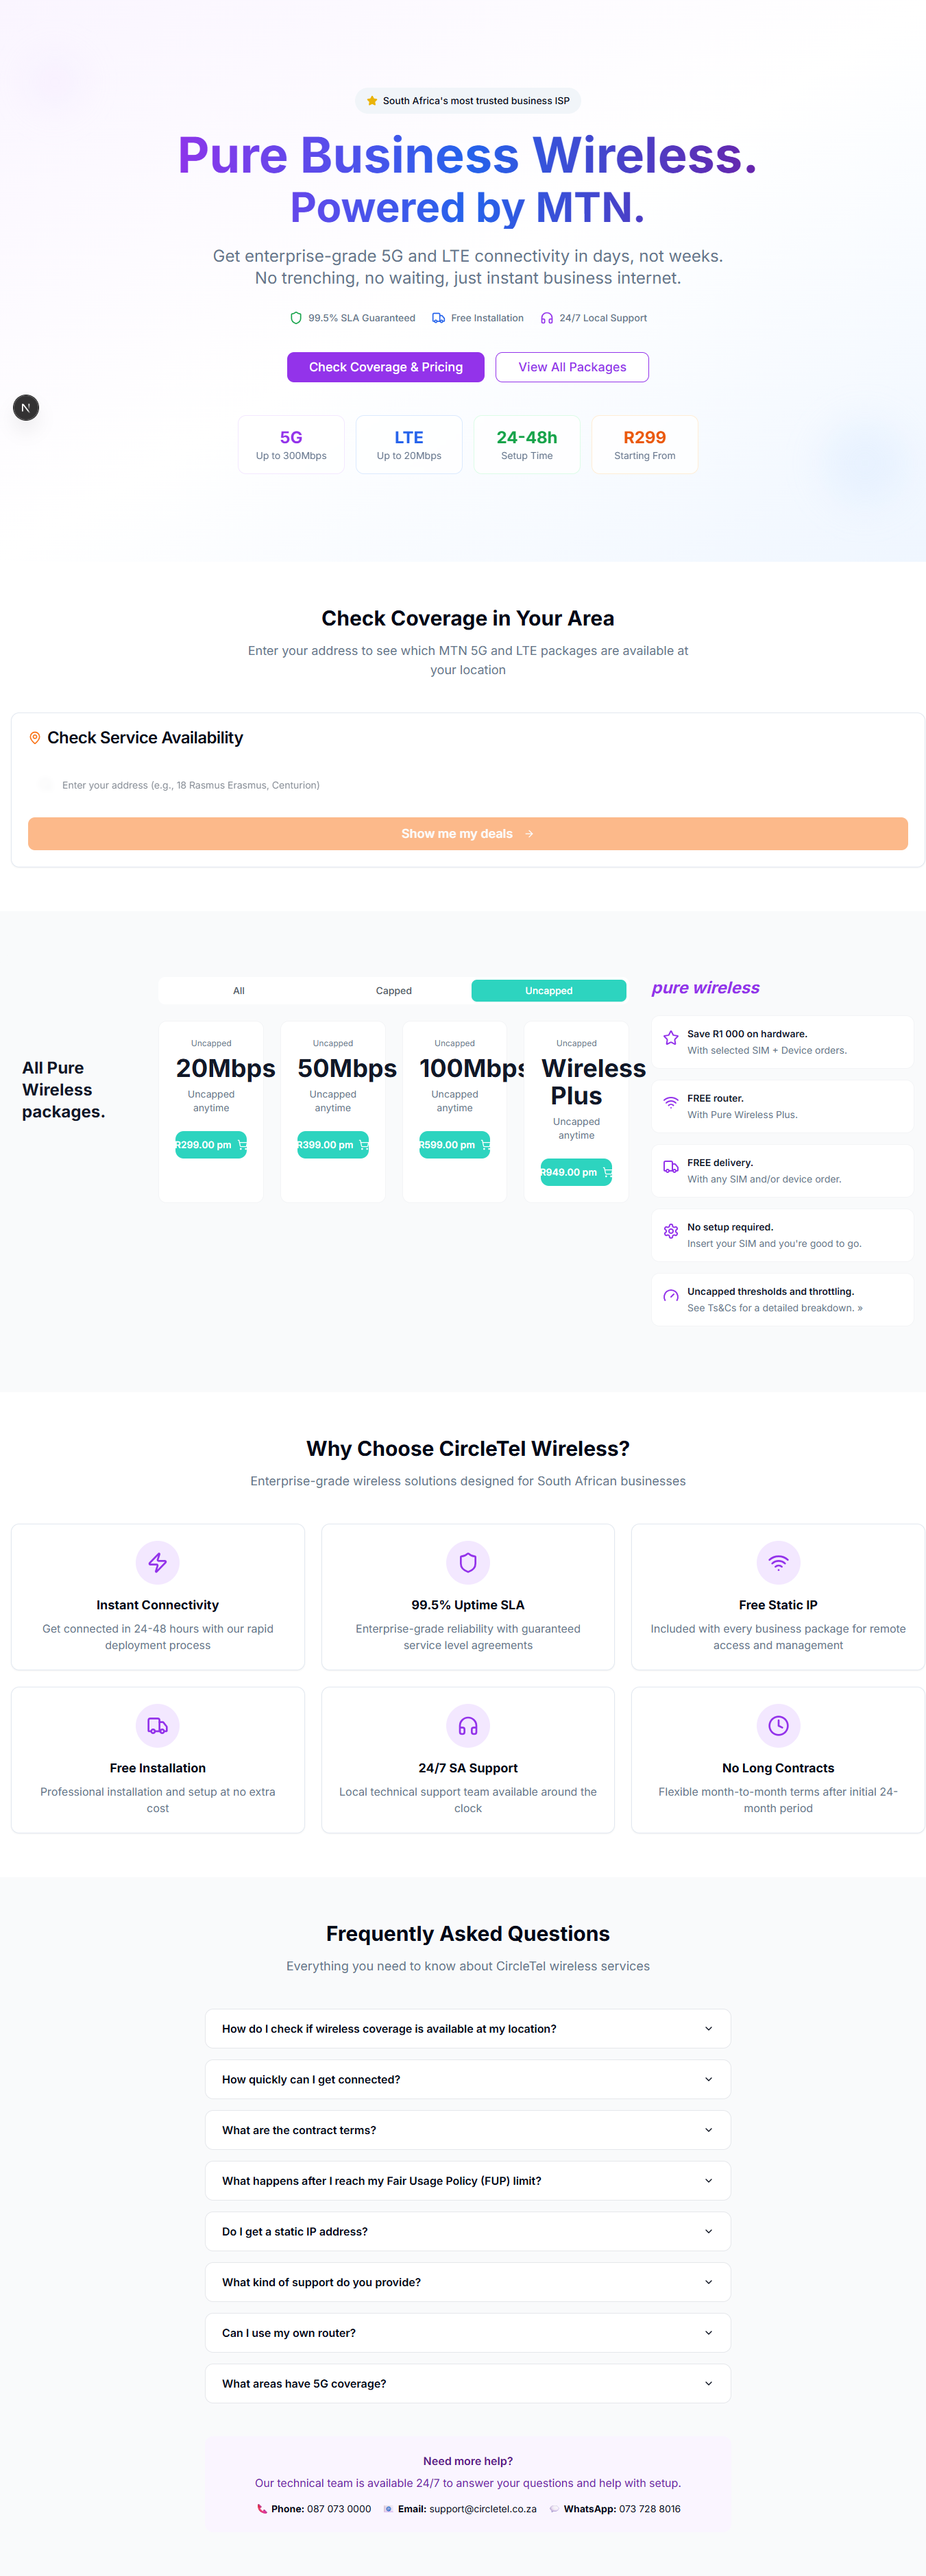 South Africa's most trusted business ISP
Pure Business Wireless.
Powered by MTN.
Get enterprise-grade 5G and LTE connectivity in days, not weeks.
No trenching, no waiting, just instant business internet.
99.5% SLA Guaranteed
Free Installation
24/7 Local Support
Check Coverage & Pricing
View All Packages
N
5G
Up to 300Mbps
LTE
Up to 20Mbps
24-48h
Setup Time
R299
Starting From
Check Coverage in Your Area
Enter your address to see which MTN 5G and LTE packages are available at
your location
Check Service Availability
Enter your address (e.g., 18 Rasmus Erasmus, Centurion)
Show me my deals
All Pure
Wireless
packages.
All
Capped
Uncapped
Uncapped
20Mbps
Uncapped
anytime
R299.00 pm
Uncapped
50Mbps
Uncapped
anytime
R399.00 pm
Uncapped
100Mbps
Uncapped
anytime
R599.00 pm
Uncapped
Wireless
Plus
Uncapped
anytime
R949.00 pm
pure wireless
Save R1 000 on hardware.
With selected SIM + Device orders.
FREE router.
With Pure Wireless Plus.
FREE delivery.
With any SIM and/or device order.
No setup required.
Insert your SIM and you're good to go.
Uncapped thresholds and throttling.
See Ts&Cs for a detailed breakdown. »
Why Choose CircleTel Wireless?
Enterprise-grade wireless solutions designed for South African businesses
Instant Connectivity
Get connected in 24-48 hours with our rapid
deployment process
99.5% Uptime SLA
Enterprise-grade reliability with guaranteed
service level agreements
Free Static IP
Included with every business package for remote
access and management
Free Installation
Professional installation and setup at no extra
cost
24/7 SA Support
Local technical support team available around the
clock
No Long Contracts
Flexible month-to-month terms after initial 24-
month period
Frequently Asked Questions
Everything you need to know about CircleTel wireless services
How do I check if wireless coverage is available at my location?
How quickly can I get connected?
What are the contract terms?
What happens after I reach my Fair Usage Policy (FUP) limit?
Do I get a static IP address?
What kind of support do you provide?
Can I use my own router?
What areas have 5G coverage?
Need more help?
Our technical team is available 24/7 to answer your questions and help with setup.
Phone: 087 073 0000
Email: support@circletel.co.za
WhatsApp: 073 728 8016